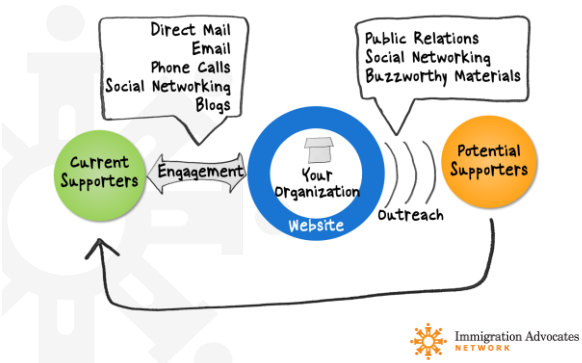 Direct Mail
Email
Phone Calls
Social Networking
Blogs
Public Relations
Social Networking
Buzzworthy Materials
Current
Supporters
Engagement
Your
Organization
Website
Outreach
Potential
Supporters
Immigration Advocates
NETWORK